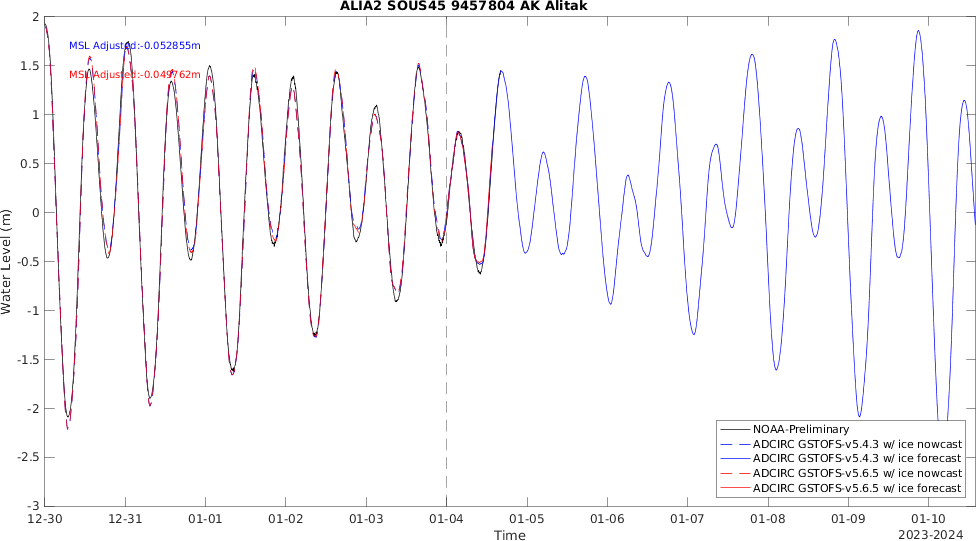 ALIA2 SOUS45 9457804 AK Alitak
MSL Adjusted:-0.052855m
MSL Adjusted:-0.049762m
Water Level (m)
2
1.5
1
0.5
0
-0.5
-1
-1.5
-2
-2.5
-3
NOAA-Preliminary
ADCIRC GSTOFS-v5.4.3 w/ ice nowcast
ADCIRC GSTOFS-v5.4.3 w/ ice forecast
ADCIRC GSTOFS-v5.6.5 w/ ice nowcast
ADCIRC GSTOFS-v5.6.5 w/ ice forecast
12-30 12-31 01-01 01-02 01-03 01-04 01-05 01-06 01-07 01-08 01-09 01-10
Time
2023-2024